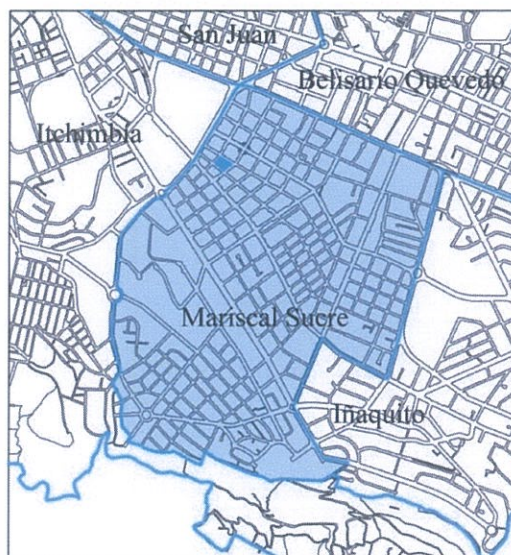 San Juan
Belisario Quevedo
Itchimbía
Mariscal Sucre
Iñaquito